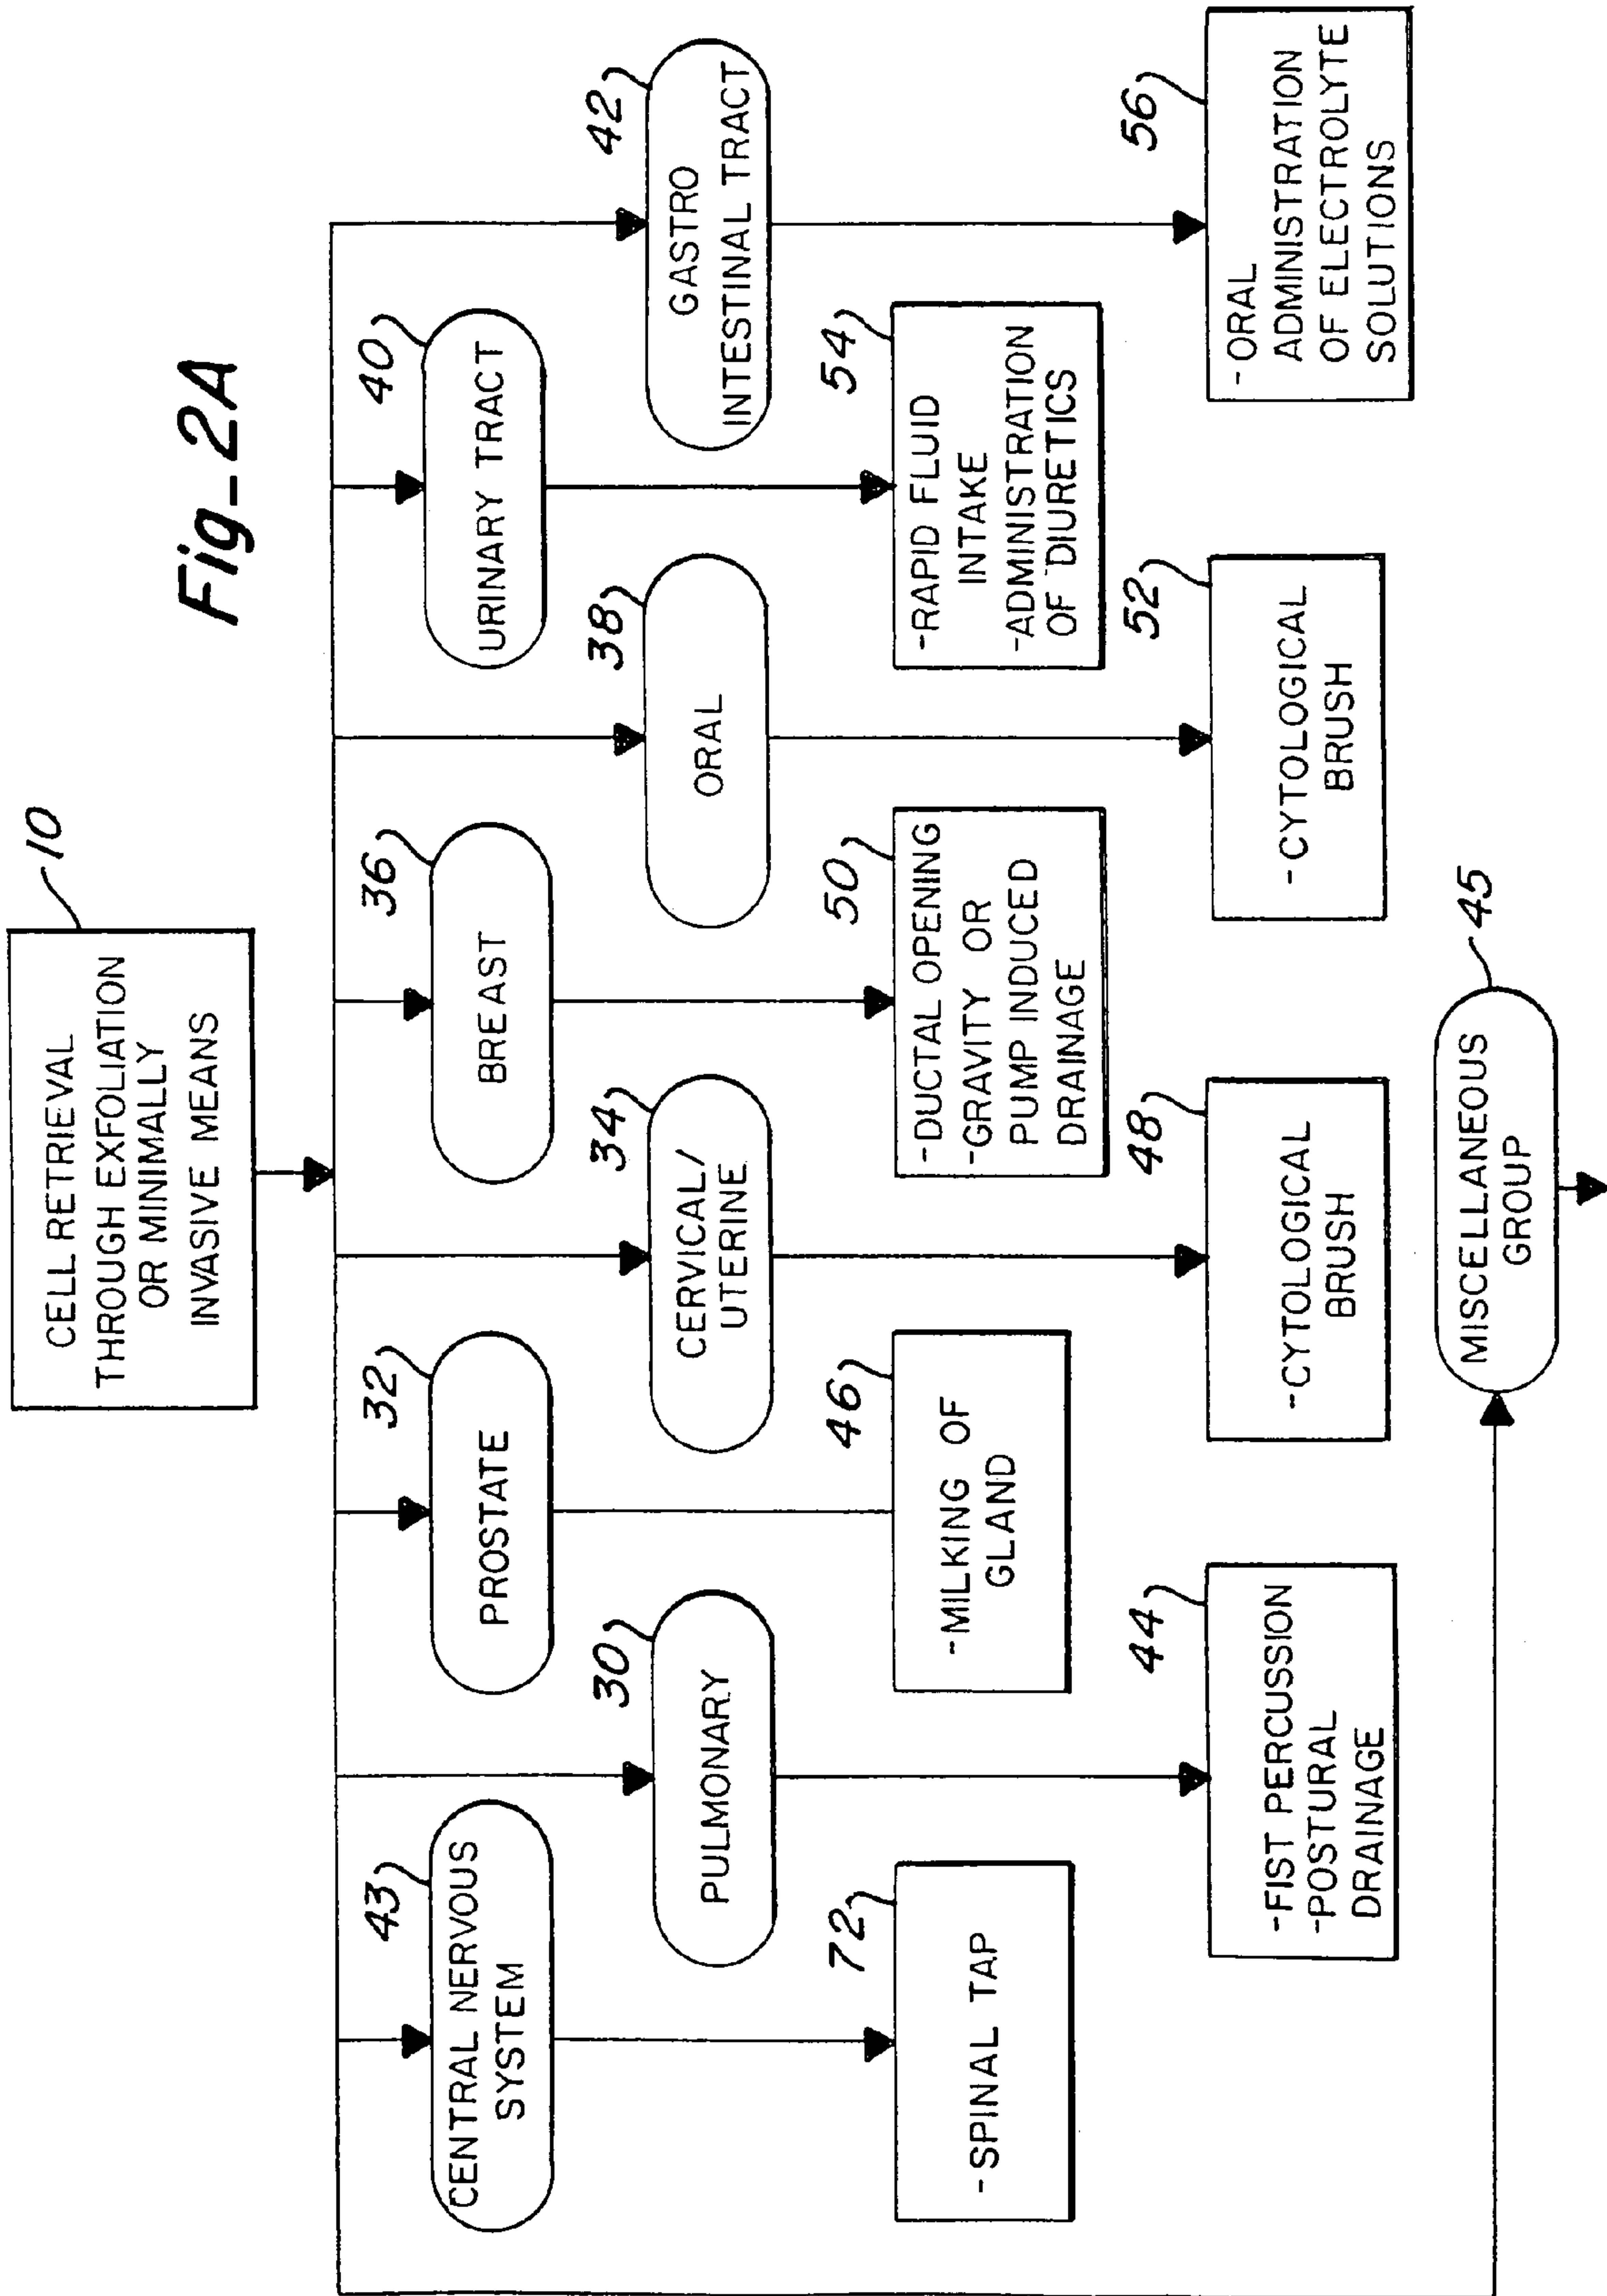 Fig_2A
10
CELL RETRIEVAL
THROUGH EXFOLIATION
OR MINIMALLY
INVASIVE MEANS
43
CENTRAL NERVOUS
SYSTEM
32
PROSTATE
36
BREAST
40
URINARY TRACT
30
PULMONARY
34
CERVICAL/
UTERINE
38
ORAL
42
GASTRO
INTESTINAL TRACT
72
-SPINAL TAP
46
-MILKING OF
GLAND
50
-DUCTAL OPENING
-GRAVITY OR
PUMP INDUCED
DRAINAGE
54
-RAPID FLUID
INTAKE
-ADMINISTRATION
OF DIURETICS
44
-FIST PERCUSSION
-POSTURAL
DRAINAGE
48
-CYTOLOGICAL
BRUSH
52
-CYTOLOGICAL
BRUSH
56
-ORAL
ADMINISTRATION
OF ELECTROLYTE
SOLUTIONS
45
MISCELLANEOUS
GROUP